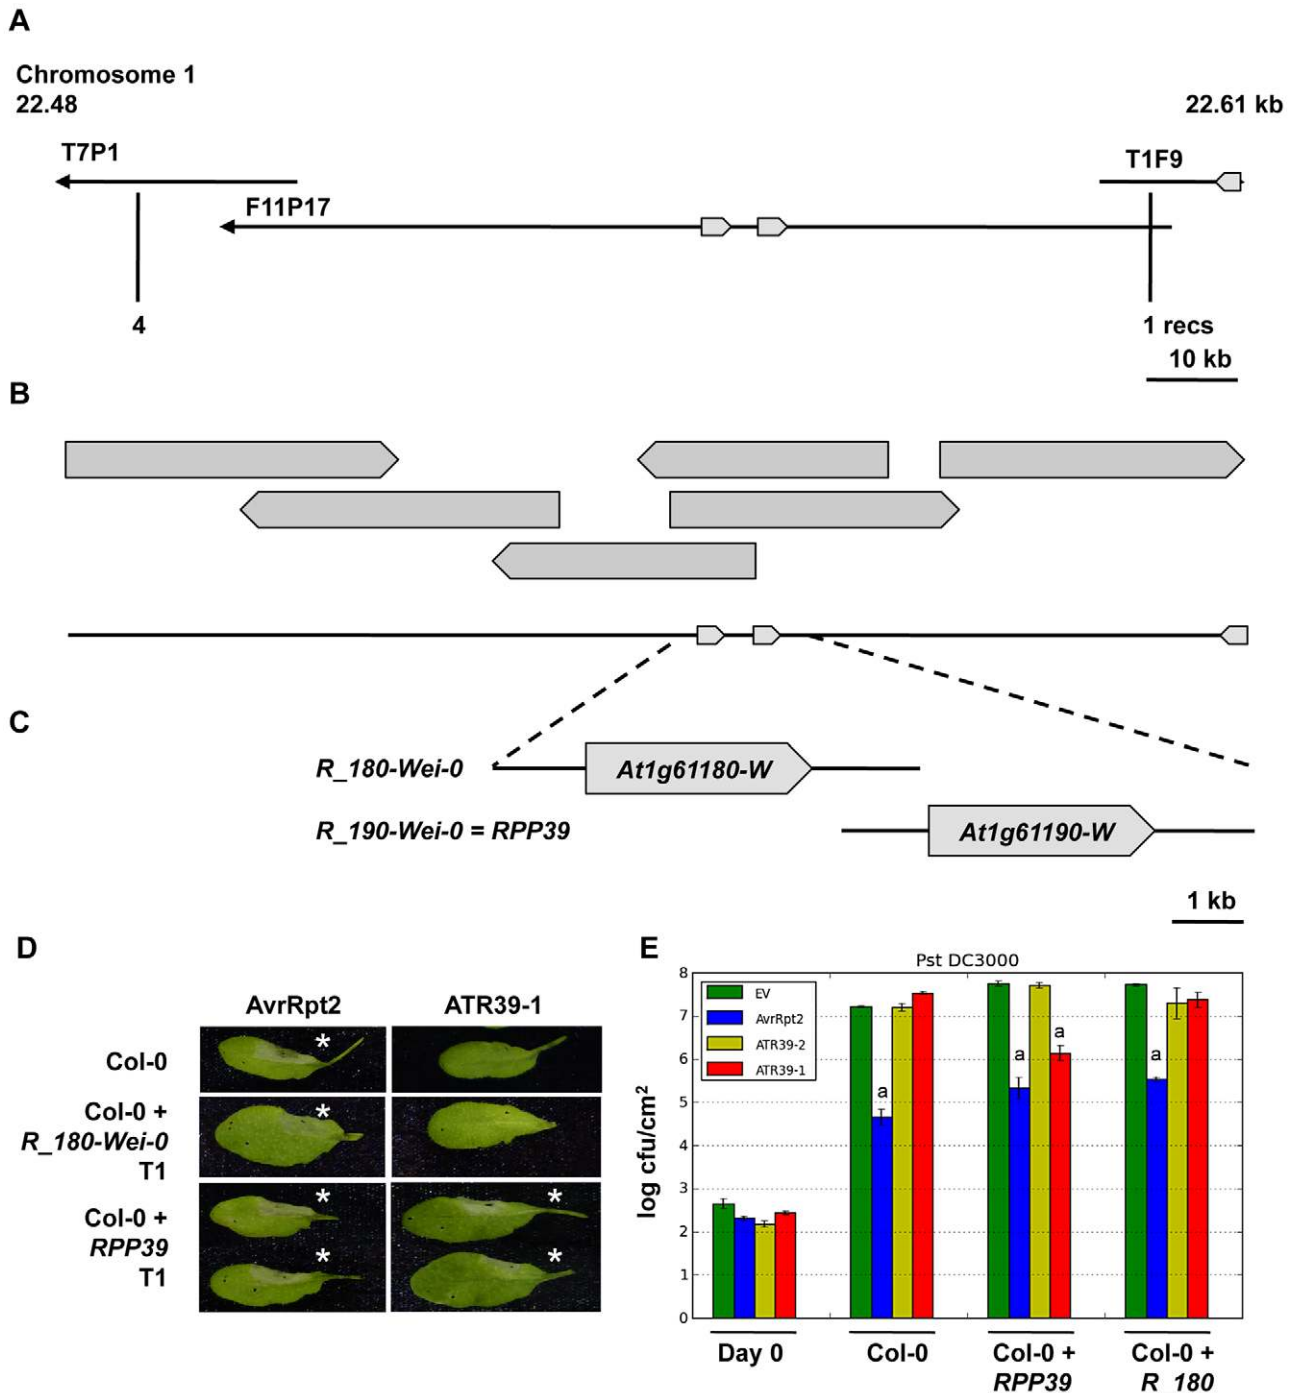 A
Chromosome 1
22.48
22.61 kb
T7P1
T1F9
F11P17
4
1 recs
10 kb
B
C
R_180-Wei-0
At1g61180-W
R_190-Wei-0 = RPP39
At1g61190-W
1 kb
D
AvrRpt2
ATR39-1
Col-0
*
Col-0 +
R_180-Wei-0
T1
*
Col-0 +
RPP39
T1
*
*
*
*
E
Pst DC3000
log cfu/cm²
8
7
6
5
4
3
2
1
0
EV
AvrRpt2
ATR39-2
ATR39-1
a
a
a
a
Day 0
Col-0
Col-0 +
RPP39
Col-0 +
R_180